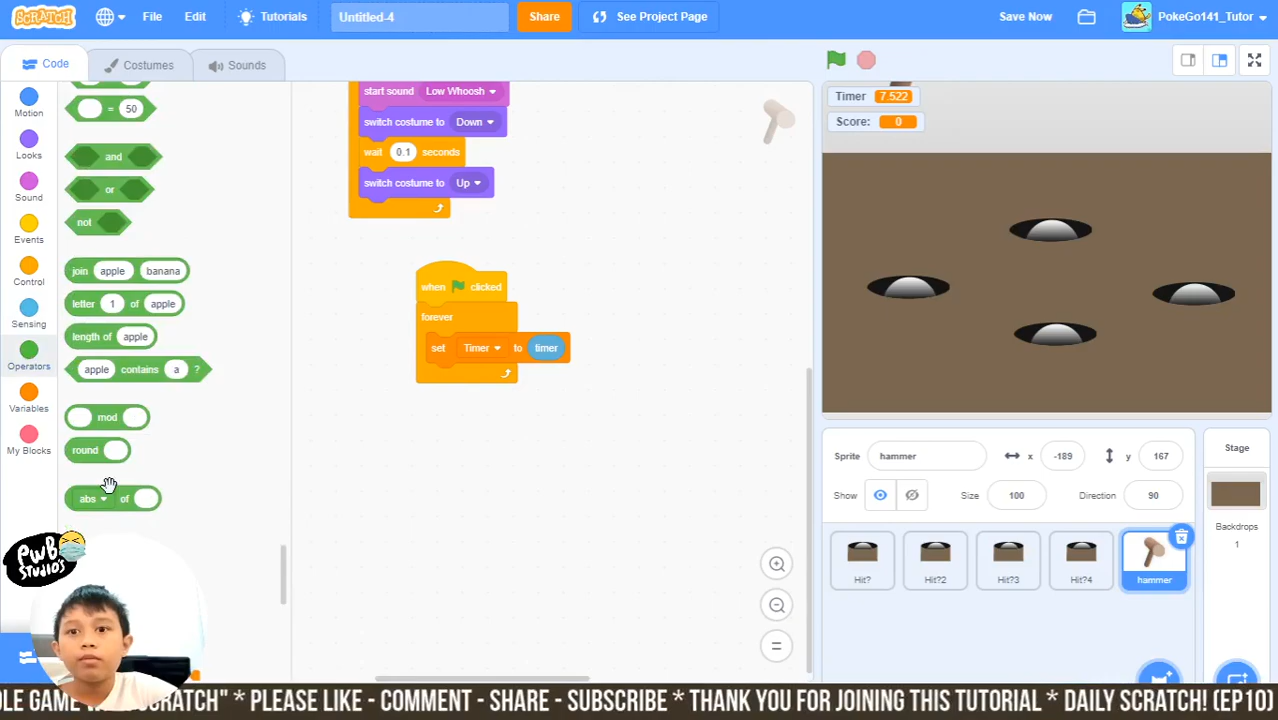 SCRATCH File Edit Tutorials Untitled-4 Share See Project Page Save Now PokeGo141_Tutor
Code Costumes Sounds
Motion
Looks
Sound
Events
Control
Sensing
Operators
Variables
My Blocks
= 50
and
or
not
join apple banana
letter 1 of apple
length of apple
apple contains a ?
mod
round
abs of
start sound Low Whoosh
switch costume to Down
wait 0.1 seconds
switch costume to Up
when clicked
forever
set Timer to timer
Timer 7.522
Score: 0
Sprite hammer x -189 y 167
Show Size 100 Direction 90
Hit? Hit?2 Hit?3 Hit?4 hammer
Stage
Backdrops
1
PWB
STUDIO'S
OLE GAME WITH SCRATCH" * PLEASE LIKE - COMMENT - SHARE - SUBSCRIBE * THANK YOU FOR JOINING THIS TUTORIAL * DAILY SCRATCH! (EP10)